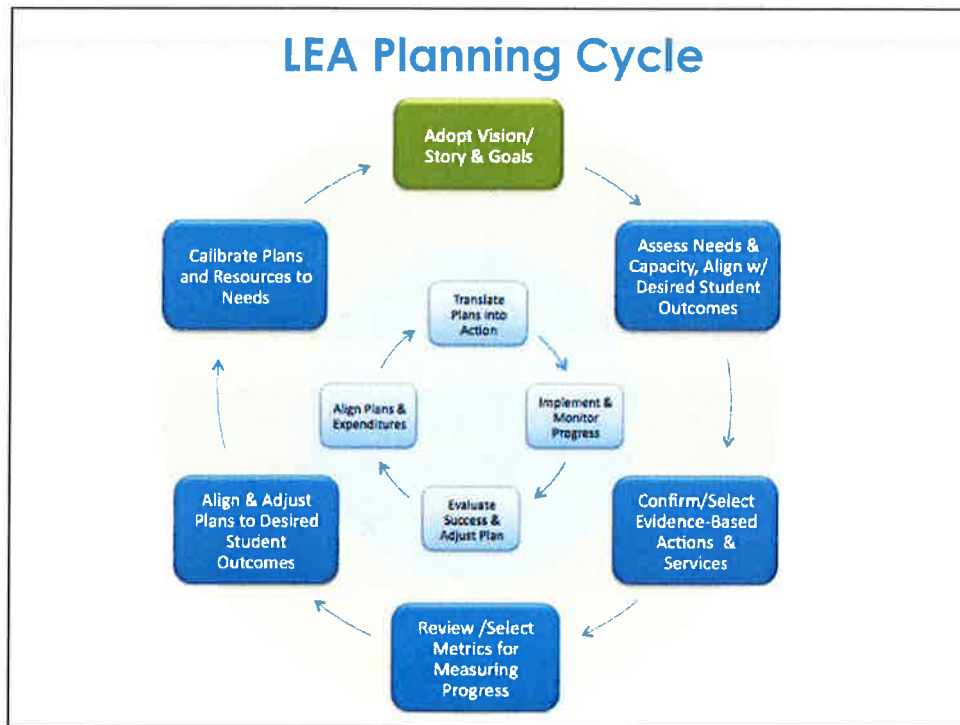 LEA Planning Cycle
Adopt Vision/
Story & Goals
Assess Needs &
Capacity, Align w/
Desired Student
Outcomes
Confirm/Select
Evidence-Based
Actions &
Services
Review /Select
Metrics for
Measuring
Progress
Align & Adjust
Plans to Desired
Student
Outcomes
Calibrate Plans
and Resources to
Needs
Translate
Plans into
Action
Implement &
Monitor
Progress
Evaluate
Success &
Adjust Plan
Align Plans &
Expenditures